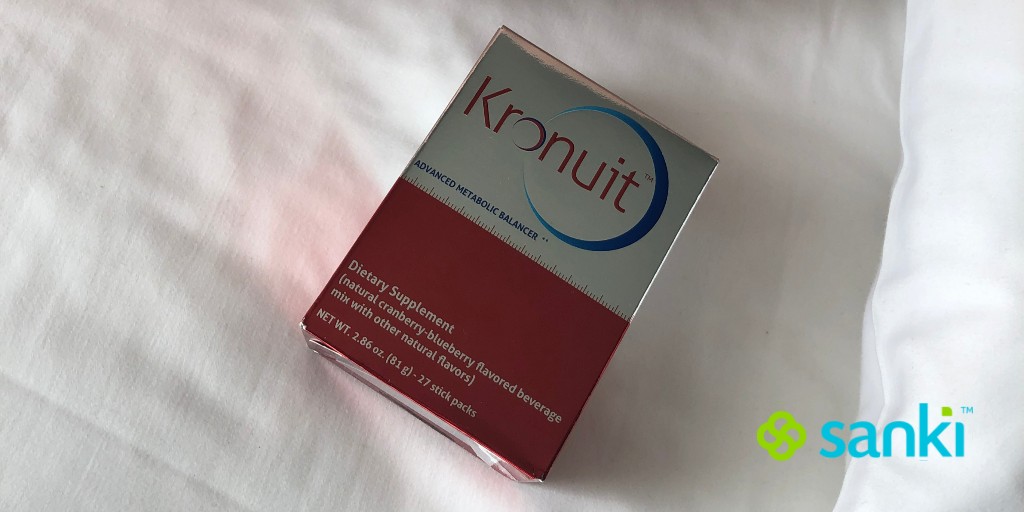 Kronuit™
ADVANCED METABOLIC BALANCER **
Dietary Supplement
(natural cranberry-blueberry flavored beverage
mix with other natural flavors)
NET WT. 2.86 oz. (81 g) · 27 stick packs
sanki™